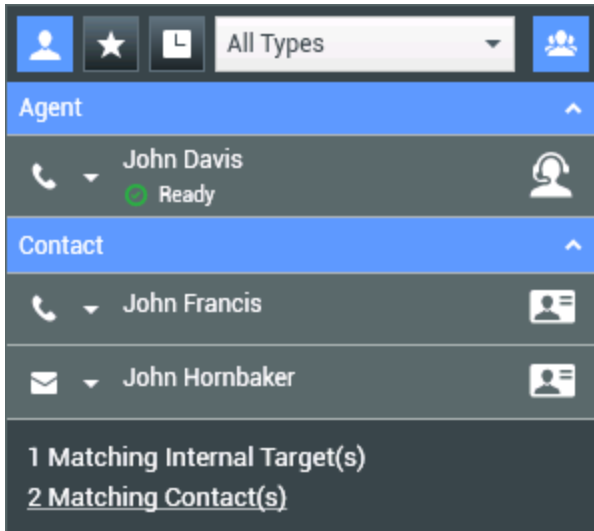 All Types
Agent
John Davis
Ready
Contact
John Francis
John Hornbaker
1 Matching Internal Target(s)
2 Matching Contact(s)